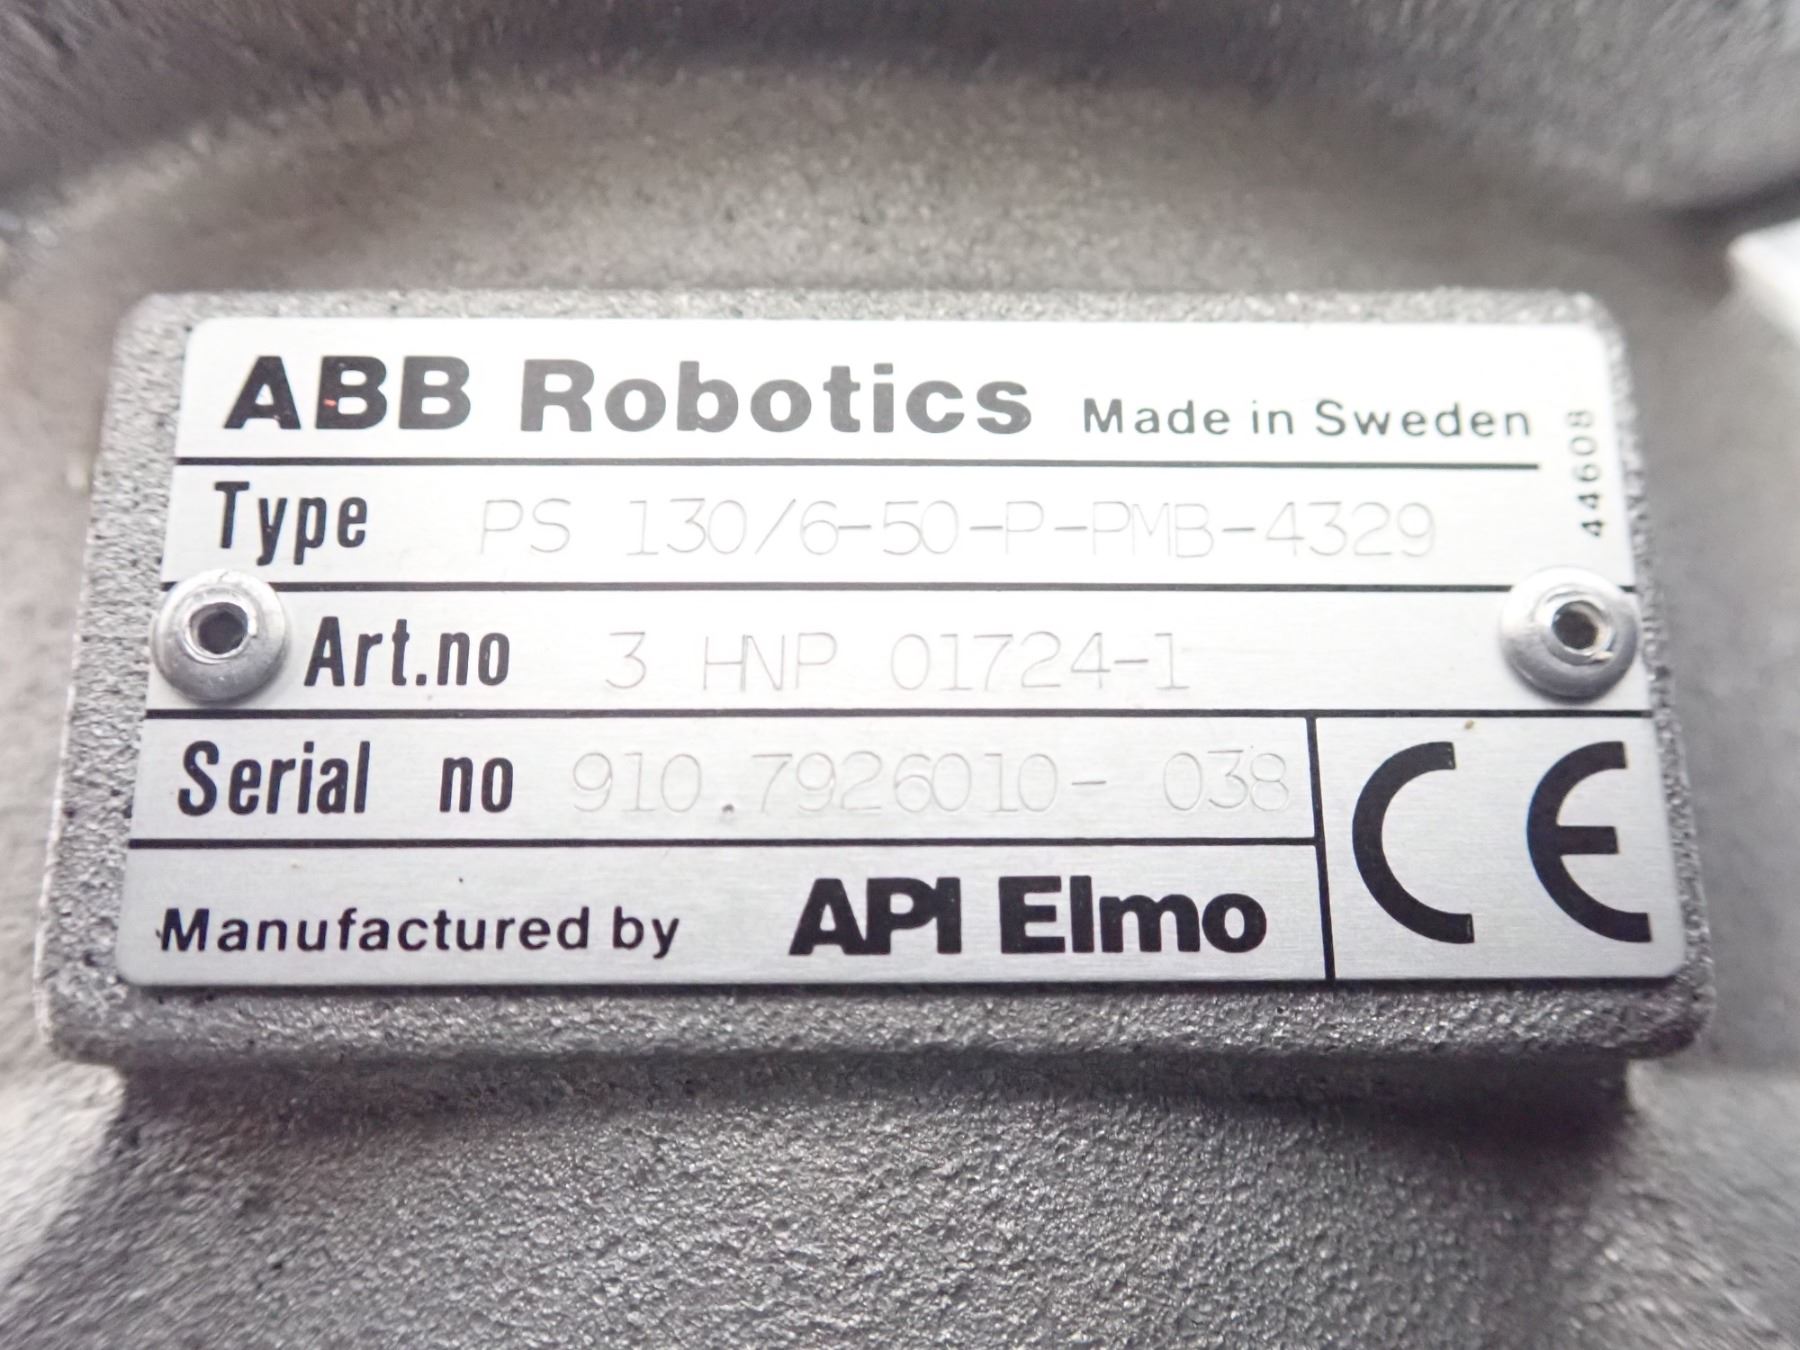 ABB Robotics Made in Sweden
44608
Type PS 130/6-50-P-PMB-4329
Art.no 3 HNP 01724-1
Serial no 910.7926010- 038
Manufactured by API Elmo
CE